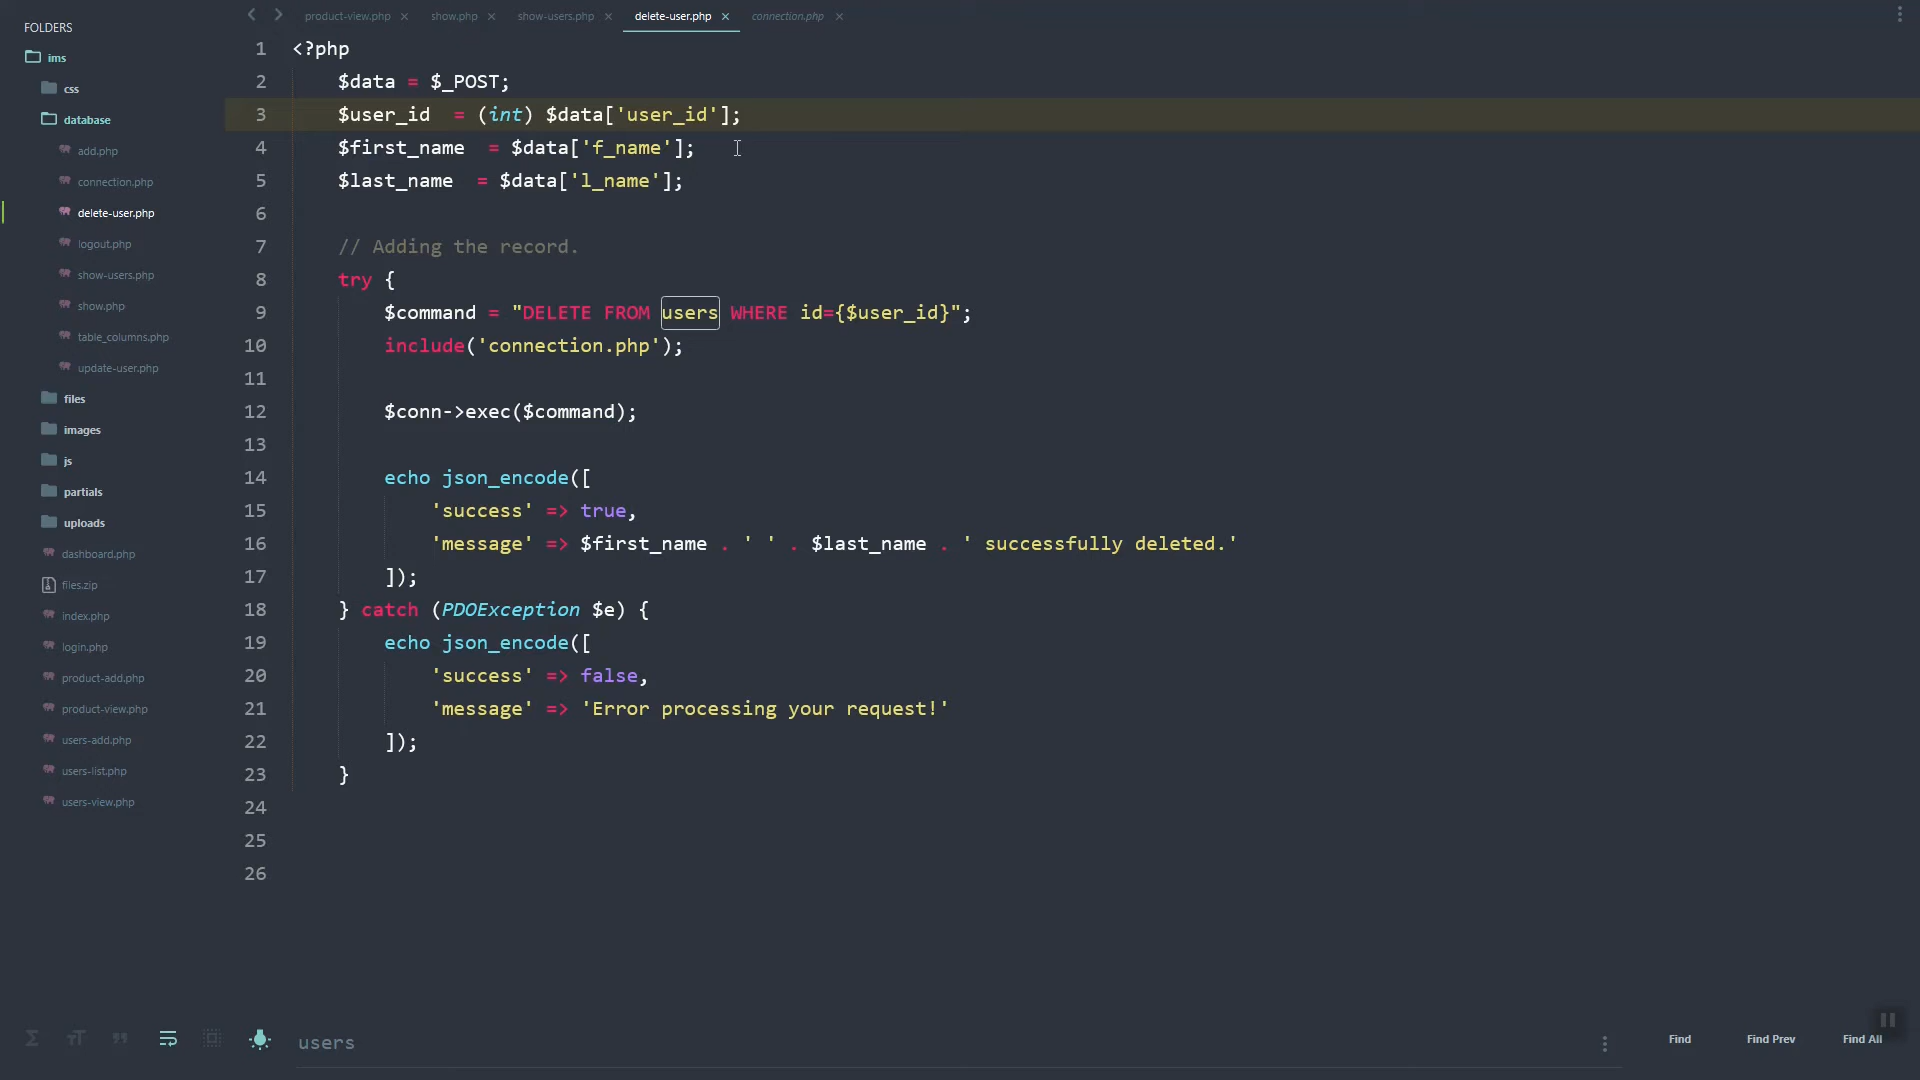 FOLDERS
ims
css
database
add.php
connection.php
delete-user.php
logout.php
show-users.php
show.php
table_columns.php
update-user.php
files
images
js
partials
uploads
dashboard.php
files.zip
index.php
login.php
product-add.php
product-view.php
users-add.php
users-list.php
users-view.php
product-view.php × show.php × show-users.php × delete-user.php × connection.php ×
1 <?php
2 $data = $_POST;
3 $user_id  = (int) $data['user_id'];
4 $first_name  = $data['f_name'];
5 $last_name  = $data['l_name'];
6
7 // Adding the record.
8 try {
9 $command = "DELETE FROM users WHERE id={$user_id}";
10 include('connection.php');
11
12 $conn->exec($command);
13
14 echo json_encode([
15 'success' => true,
16 'message' => $first_name . ' ' . $last_name . ' successfully deleted.'
17 ]);
18 } catch (PDOException $e) {
19 echo json_encode([
20 'success' => false,
21 'message' => 'Error processing your request!'
22 ]);
23 }
24
25
26
users
Find Find Prev Find All